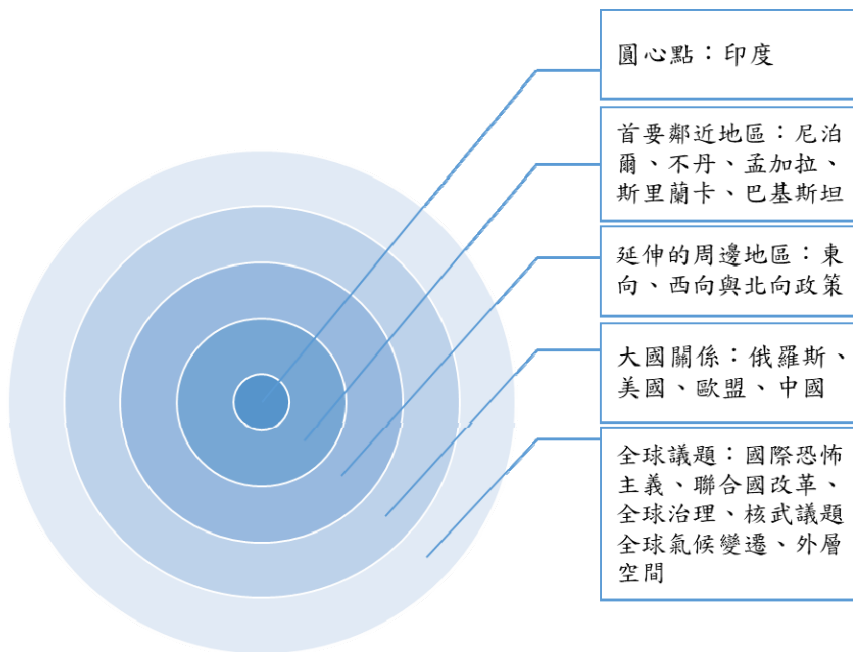 圓心點：印度
首要鄰近地區：尼泊
爾、不丹、孟加拉、
斯里蘭卡、巴基斯坦
延伸的周邊地區：東
向、西向與北向政策
大國關係：俄羅斯、
美國、歐盟、中國
全球議題：國際恐怖
主義、聯合國改革、
全球治理、核武議題
全球氣候變遷、外層
空間